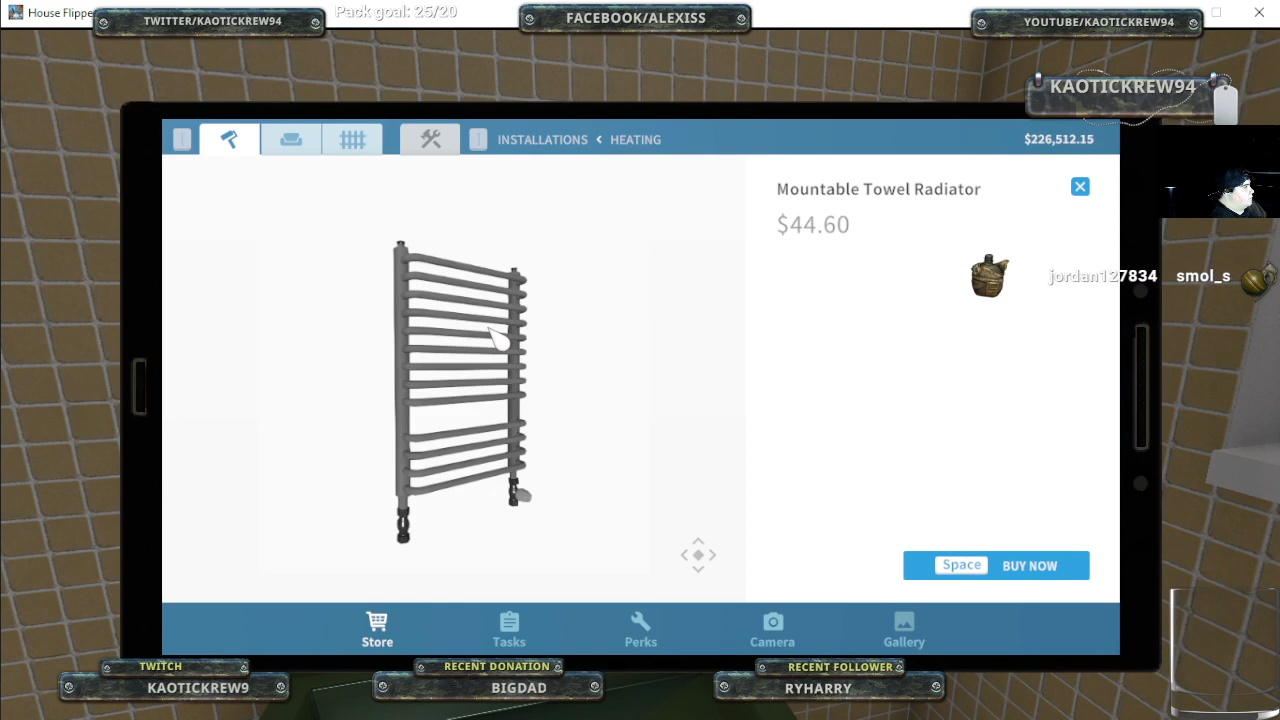 House Flippe
TWITTER/KAOTICKREW94
Pack goal: 25/20
FACEBOOK/ALEXISS
YOUTUBE/KAOTICKREW94
KAOTICKREW94
INSTALLATIONS < HEATING
$226,512.15
Mountable Towel Radiator
$44.60
jordan127834 smol_s
Space BUY NOW
Store Tasks Perks Camera Gallery
TWITCH
KAOTICKREW9
RECENT DONATION
BIGDAD
RECENT FOLLOWER
RYHARRY